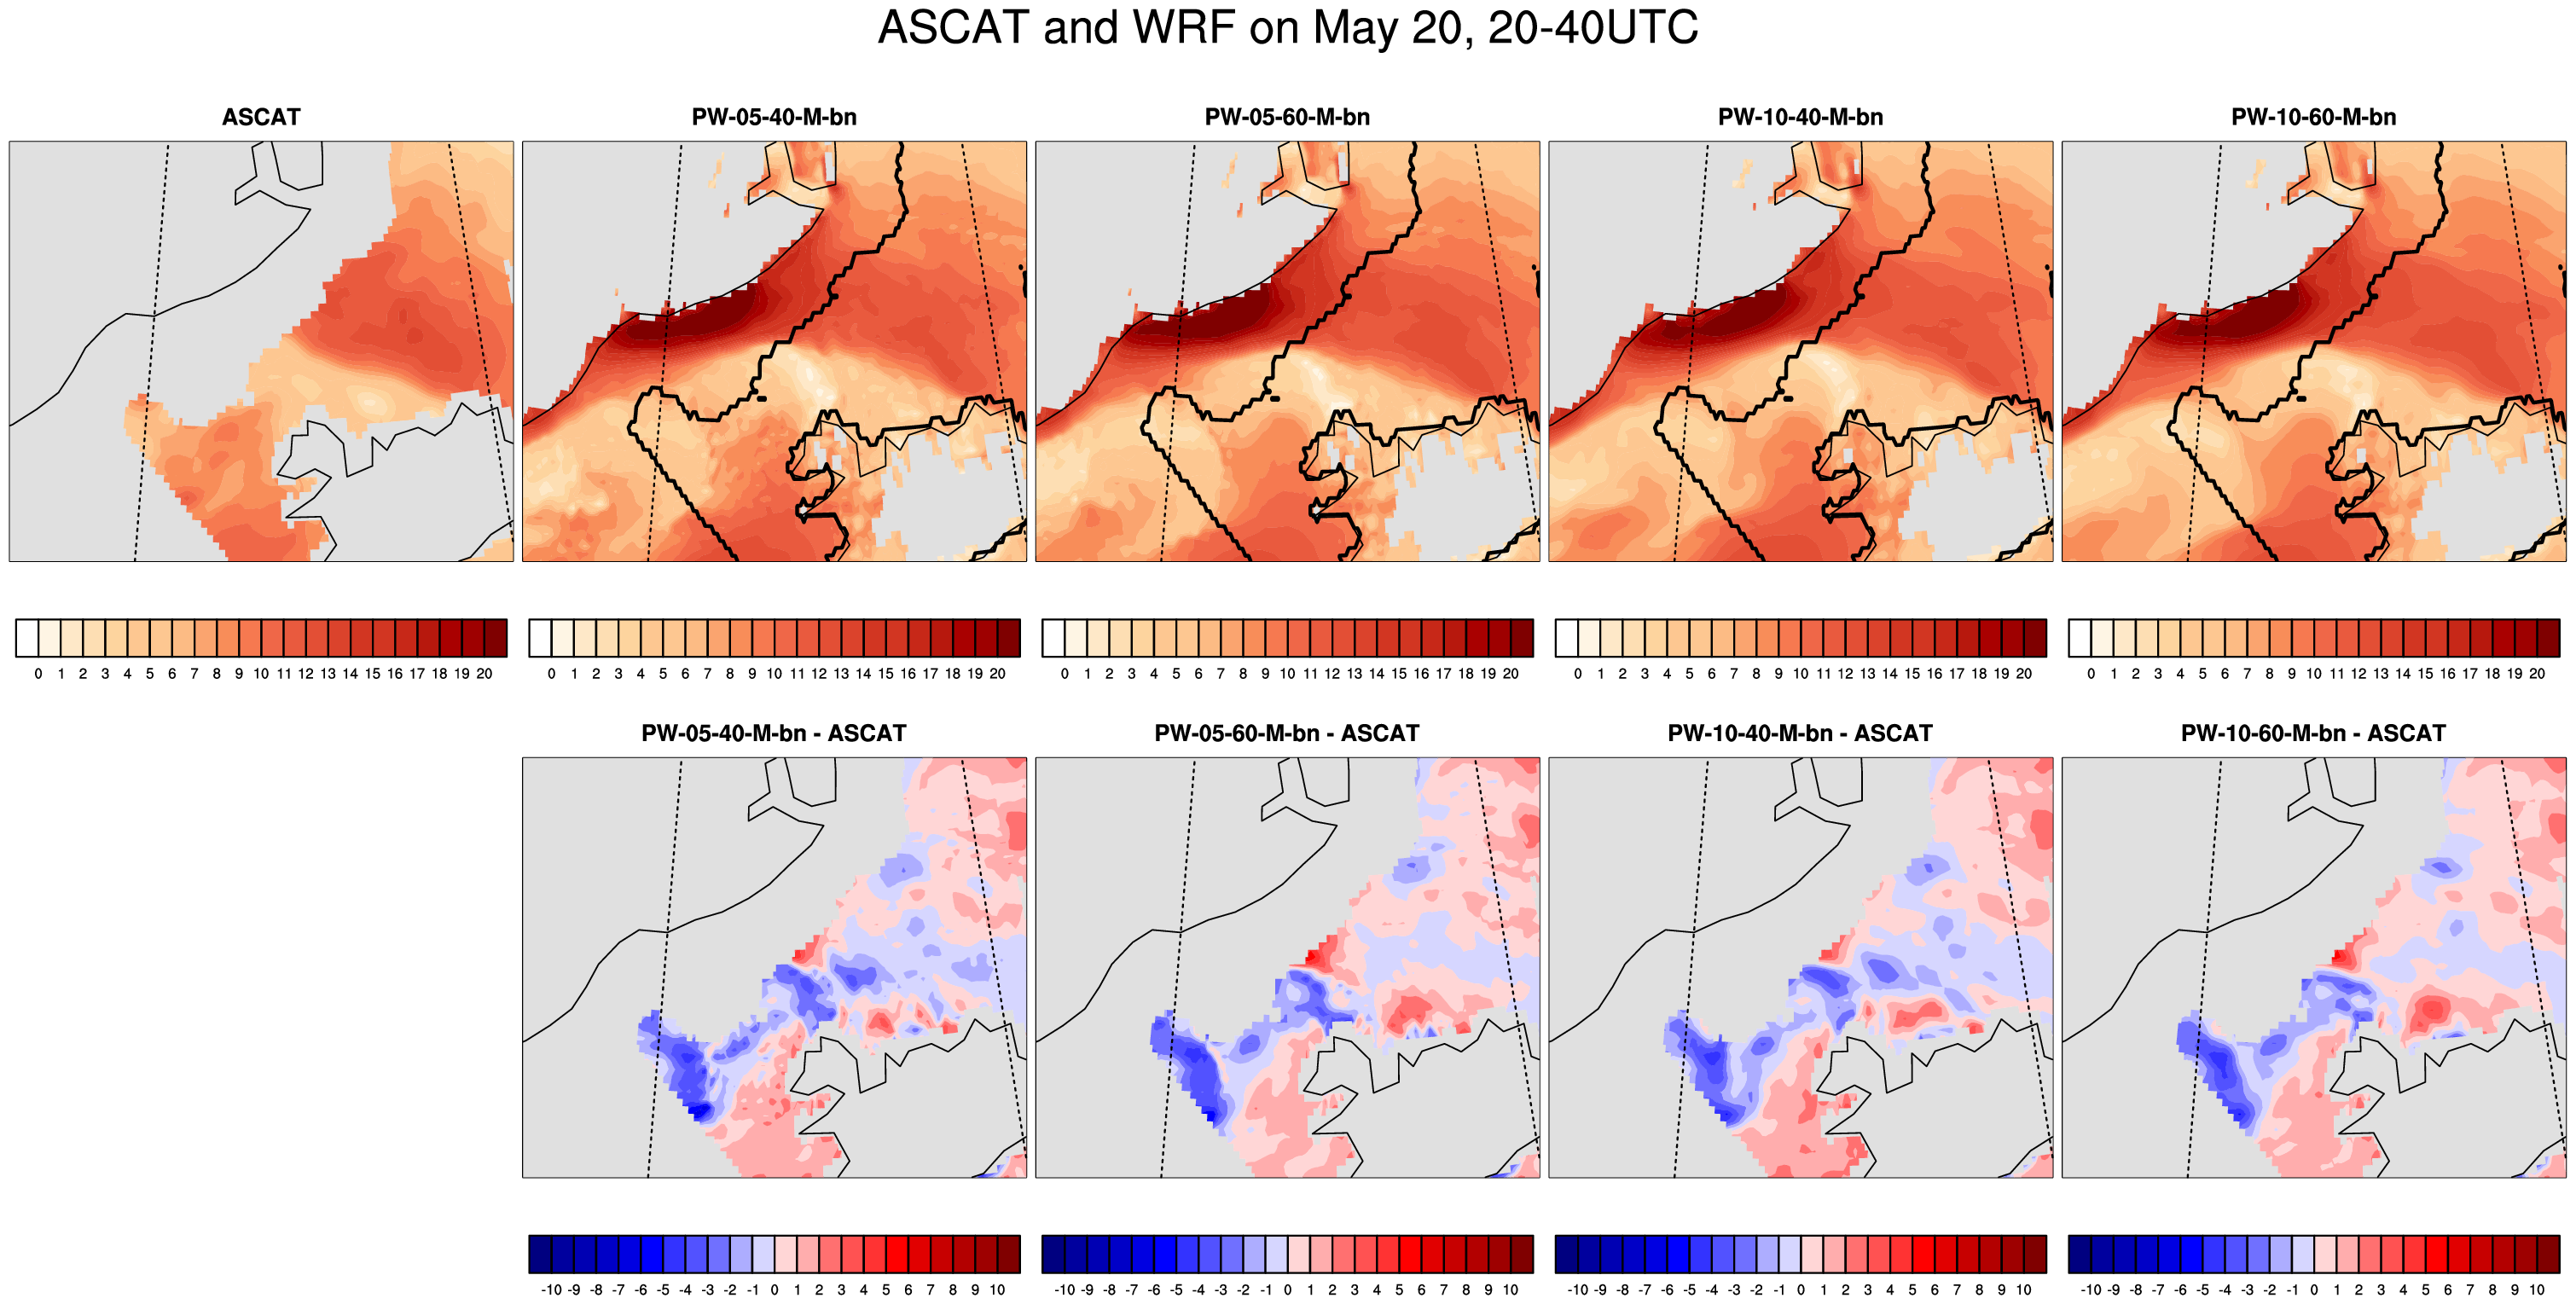 ASCAT and WRF on May 20, 20-40UTC
ASCAT PW-05-40-M-bn PW-05-60-M-bn PW-10-40-M-bn PW-10-60-M-bn
0 1 2 3 4 5 6 7 8 9 10 11 12 13 14 15 16 17 18 19 20 0 1 2 3 4 5 6 7 8 9 10 11 12 13 14 15 16 17 18 19 20 0 1 2 3 4 5 6 7 8 9 10 11 12 13 14 15 16 17 18 19 20 0 1 2 3 4 5 6 7 8 9 10 11 12 13 14 15 16 17 18 19 20 0 1 2 3 4 5 6 7 8 9 10 11 12 13 14 15 16 17 18 19 20
PW-05-40-M-bn - ASCAT PW-05-60-M-bn - ASCAT PW-10-40-M-bn - ASCAT PW-10-60-M-bn - ASCAT
-10 -9 -8 -7 -6 -5 -4 -3 -2 -1 0 1 2 3 4 5 6 7 8 9 10 -10 -9 -8 -7 -6 -5 -4 -3 -2 -1 0 1 2 3 4 5 6 7 8 9 10 -10 -9 -8 -7 -6 -5 -4 -3 -2 -1 0 1 2 3 4 5 6 7 8 9 10 -10 -9 -8 -7 -6 -5 -4 -3 -2 -1 0 1 2 3 4 5 6 7 8 9 10